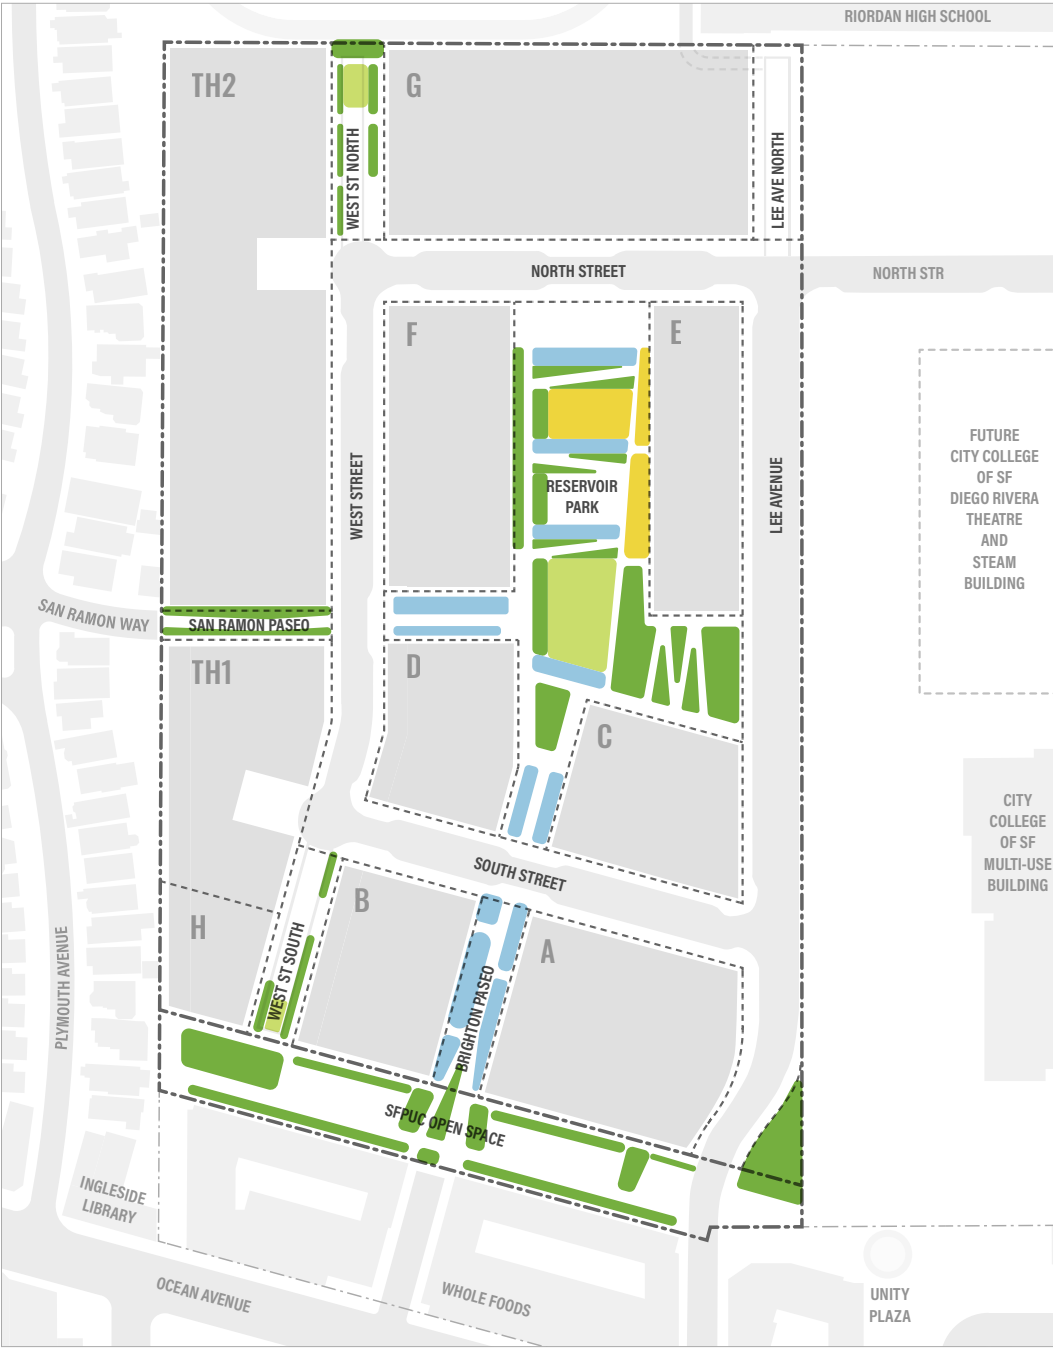 RIORDAN HIGH SCHOOL
TH2
G
WEST ST NORTH
LEE AVE NORTH
NORTH STREET
NORTH STR
F
E
WEST STREET
RESERVOIR
PARK
LEE AVENUE
FUTURE
CITY COLLEGE
OF SF
DIEGO RIVERA
THEATRE
AND
STEAM
BUILDING
SAN RAMON WAY
SAN RAMON PASEO
TH1
D
C
CITY
COLLEGE
OF SF
MULTI-USE
BUILDING
SOUTH STREET
H
B
A
WEST ST SOUTH
BRIGHTON PASEO
PLYMOUTH AVENUE
SFPUC OPEN SPACE
INGLESIDE
LIBRARY
OCEAN AVENUE
WHOLE FOODS
UNITY
PLAZA